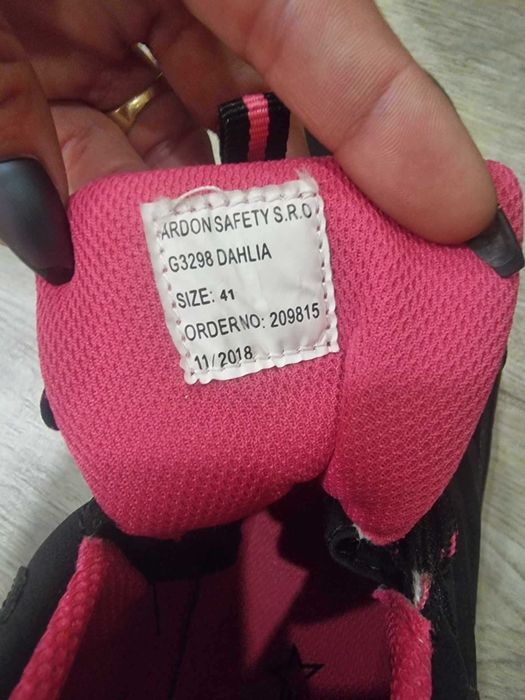 ARDON SAFETY S.R.O
G3298 DAHLIA
SIZE: 41
ORDERNO: 209815
11/2018